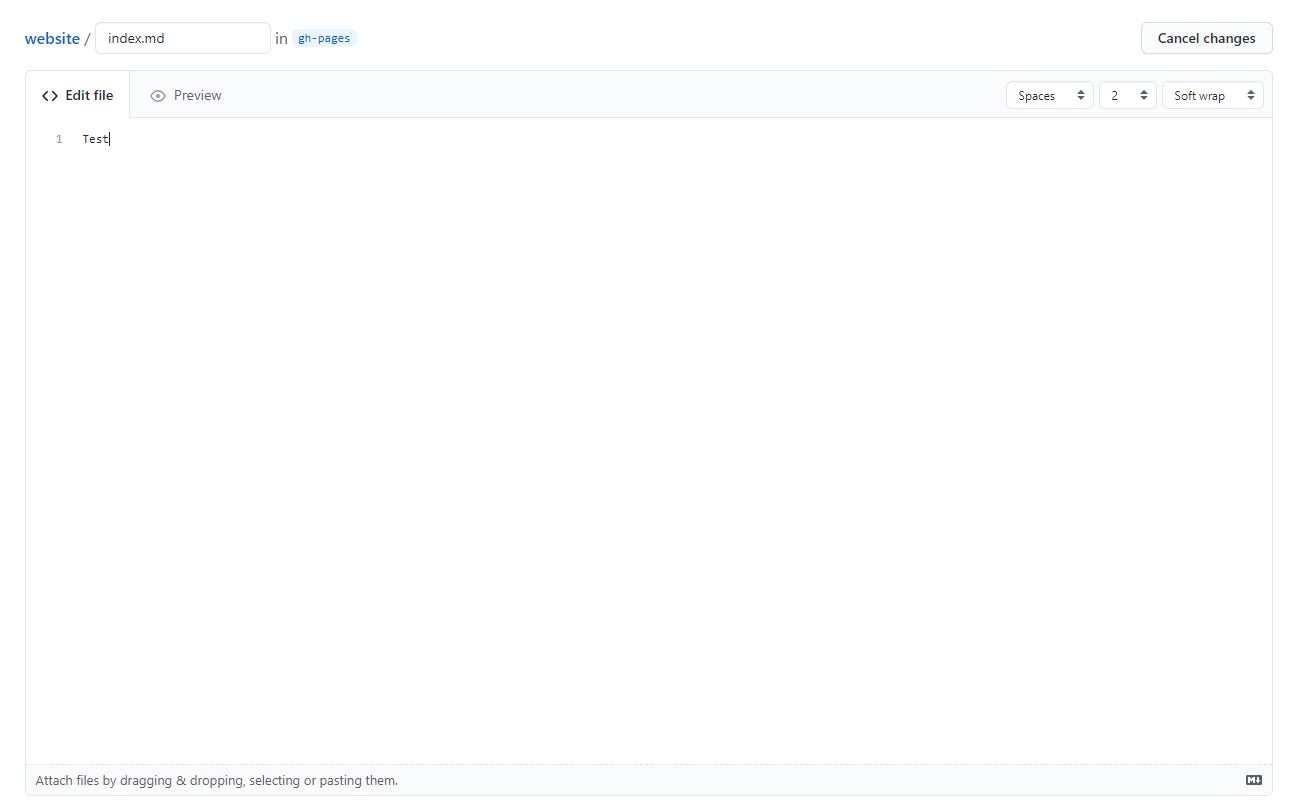 website / index.md in gh-pages Cancel changes
Edit file Preview Spaces 2 Soft wrap
1 Test
Attach files by dragging & dropping, selecting or pasting them.